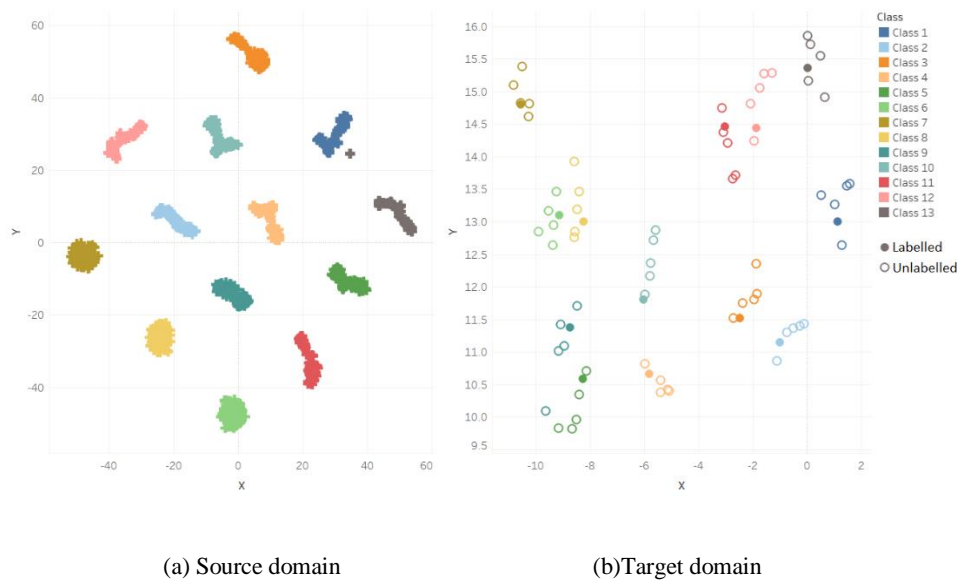 60
40
20
0
-20
-40
Y
-40
-20
0
20
40
60
X
16.0
15.5
15.0
14.5
14.0
13.5
13.0
12.5
12.0
11.5
11.0
10.5
10.0
9.5
Y
-10
-8
-6
-4
-2
0
2
X
Class
Class 1
Class 2
Class 3
Class 4
Class 5
Class 6
Class 7
Class 8
Class 9
Class 10
Class 11
Class 12
Class 13
Labelled
Unlabelled
(a) Source domain
(b)Target domain